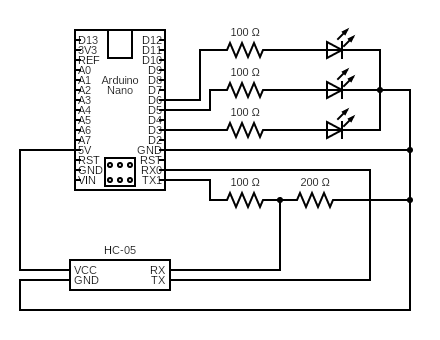 100 Ω
D13 D12
3V3 D11
REF D10
A0 D9
A1 Arduino D8
A2 Nano D7
A3 D6
A4 D5
A5 D4
A6 D3
A7 D2
5V GND
RST RST
GND RX0
VIN TX1
100 Ω
100 Ω
100 Ω 200 Ω
HC-05
VCC RX
GND TX